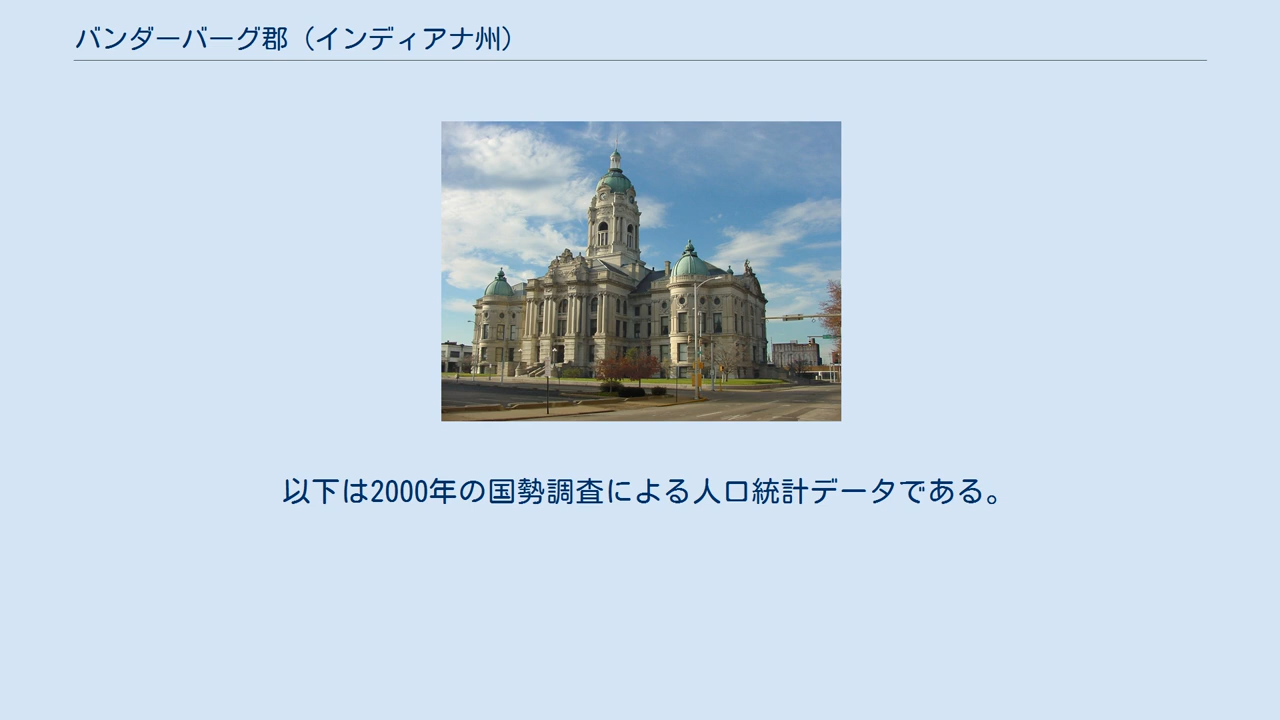 バンダーバーグ郡（インディアナ州）
以下は2000年の国勢調査による人口統計データである。